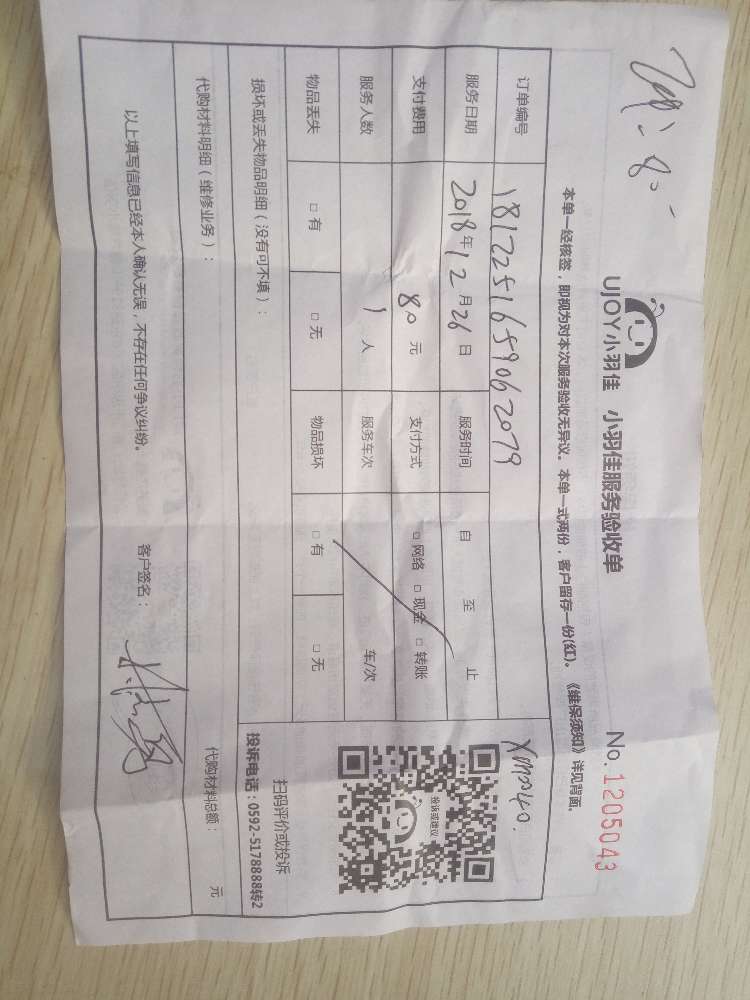 UJOY小羽佳 小羽佳服务验收单
No. 1205043
本单一经核签，即视为对本次服务验收无异议。本单一式两份，客户留存一份(红)。《维保须知》详见背面。
订单编号 1812251659062079 Xm040.
服务日期 2018年12月26日 服务时间 自 至 止
支付费用 80元 支付方式 □网络 □现金 □转账
服务人数 1人 服务车次 车/次
物品丢失 □有 □无 物品损坏 □有 □无
投诉或建议
扫码评价或投诉
投诉电话：0592-5178888转2
损坏或丢失物品明细（没有可不填）：
代购材料明细（维修业务）： 代购材料总额： 元
以上填写信息已经本人确认无误，不存在任何争议纠纷。 客户签名：